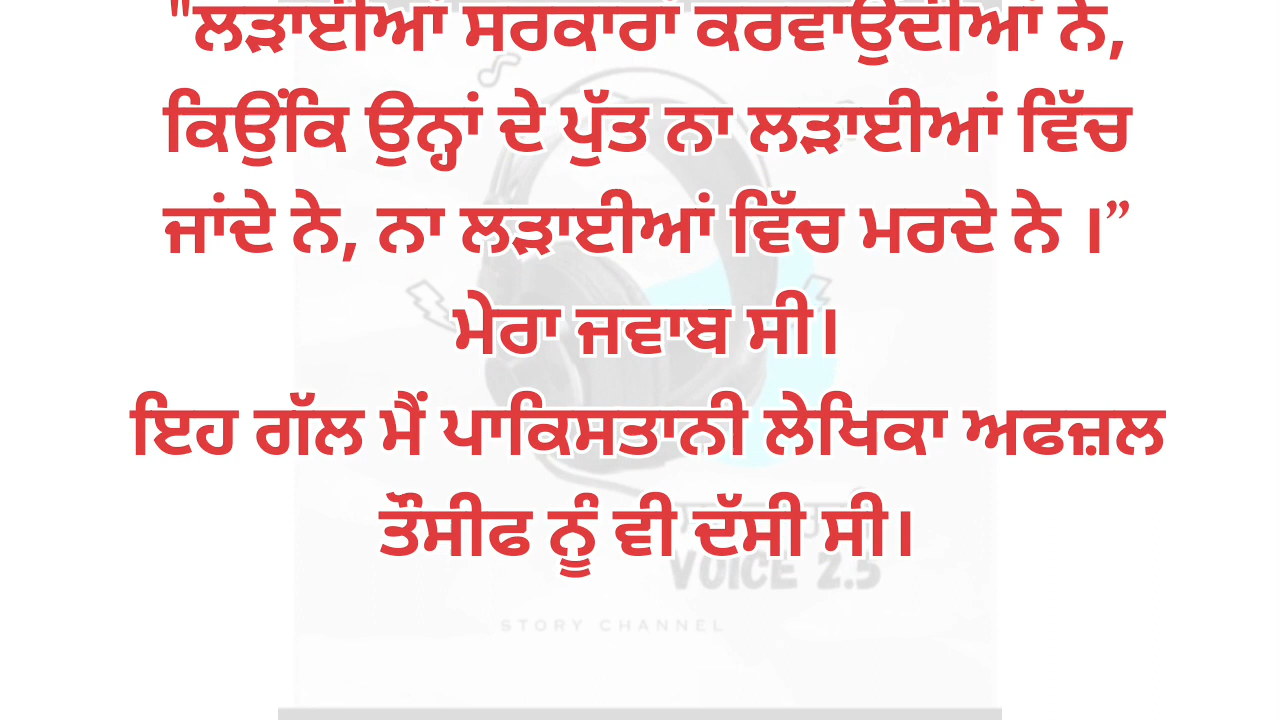 "ਲੜਾਈਆਂ ਸਰਕਾਰਾਂ ਕਰਵਾਉਂਦੀਆਂ ਨੇ,
ਕਿਉਂਕਿ ਉਨ੍ਹਾਂ ਦੇ ਪੁੱਤ ਨਾ ਲੜਾਈਆਂ ਵਿੱਚ
ਜਾਂਦੇ ਨੇ, ਨਾ ਲੜਾਈਆਂ ਵਿੱਚ ਮਰਦੇ ਨੇ ।”
ਮੇਰਾ ਜਵਾਬ ਸੀ।
ਇਹ ਗੱਲ ਮੈਂ ਪਾਕਿਸਤਾਨੀ ਲੇਖਿਕਾ ਅਫਜ਼ਲ
ਤੌਸੀਫ ਨੂੰ ਵੀ ਦੱਸੀ ਸੀ।
VOICE 2.5
STORY CHANNEL